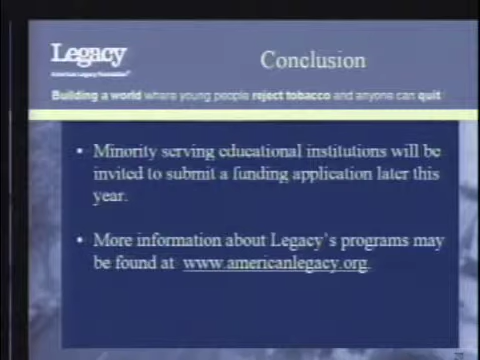 Legacy
American Legacy Foundation
Conclusion
Building a world where young people reject tobacco and anyone can quit
• Minority serving educational institutions will be
invited to submit a funding application later this
year.
• More information about Legacy's programs may
be found at www.americanlegacy.org.